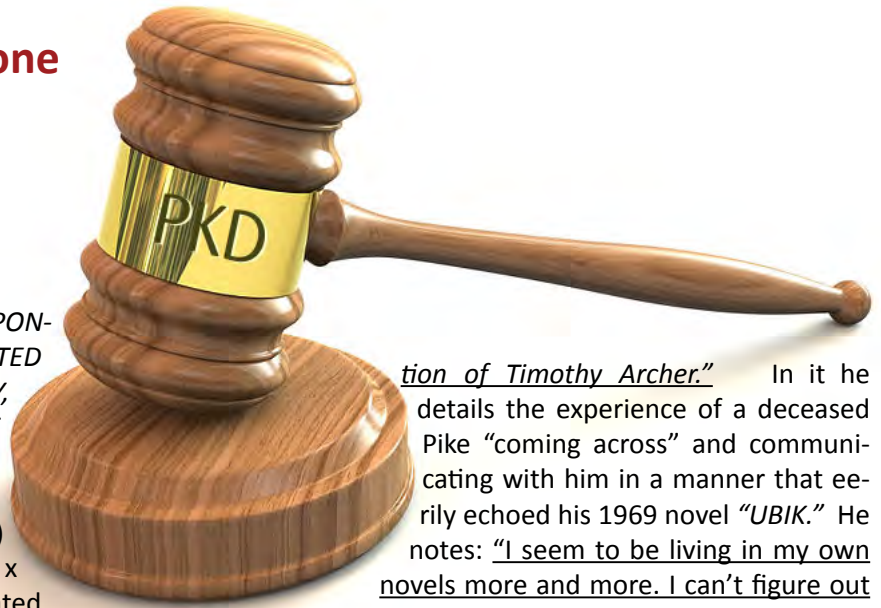 one
PKD
PON-
TED
tion of Timothy Archer.” In it he
details the experience of a deceased
Pike “coming across” and communi-
cating with him in a manner that ee-
rily echoed his 1969 novel “UBIK.” He
notes: “I seem to be living in my own
novels more and more. I can’t figure out
)
x
ted